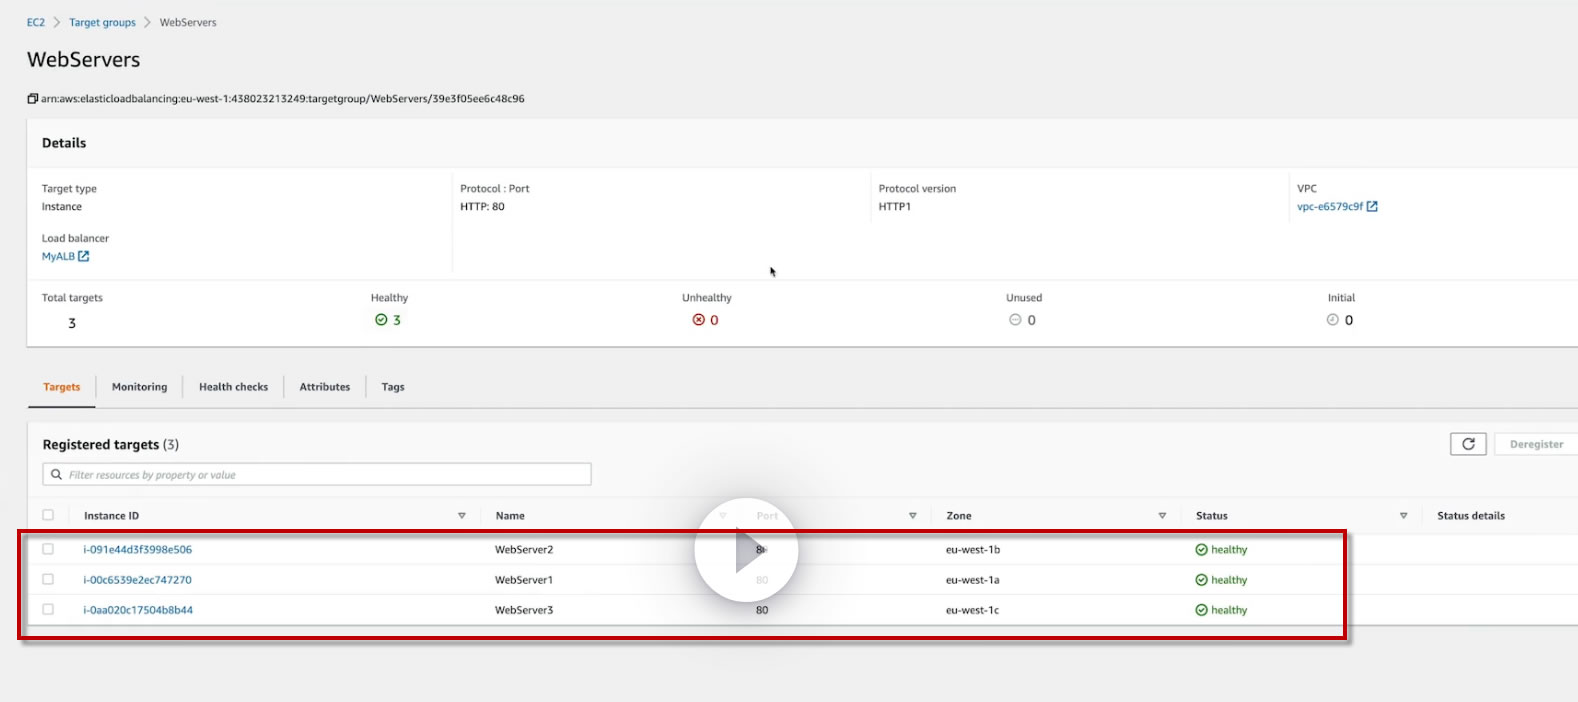 EC2 > Target groups > WebServers
WebServers
arn:aws:elasticloadbalancing:eu-west-1:438023213249:targetgroup/WebServers/39e3f05ee6c48c96
Details
Target type Protocol : Port Protocol version VPC
Instance HTTP: 80 HTTP1 vpc-e6579c9f
Load balancer
MyALB
Total targets Healthy Unhealthy Unused Initial
3 3 0 0 0
Targets Monitoring Health checks Attributes Tags
Registered targets (3) Deregister
Filter resources by property or value
Instance ID Name Port Zone Status Status details
i-091e44d3f3998e506 WebServer2 80 eu-west-1b healthy
i-00c6539e2ec747270 WebServer1 80 eu-west-1a healthy
i-0aa020c17504b8b44 WebServer3 80 eu-west-1c healthy